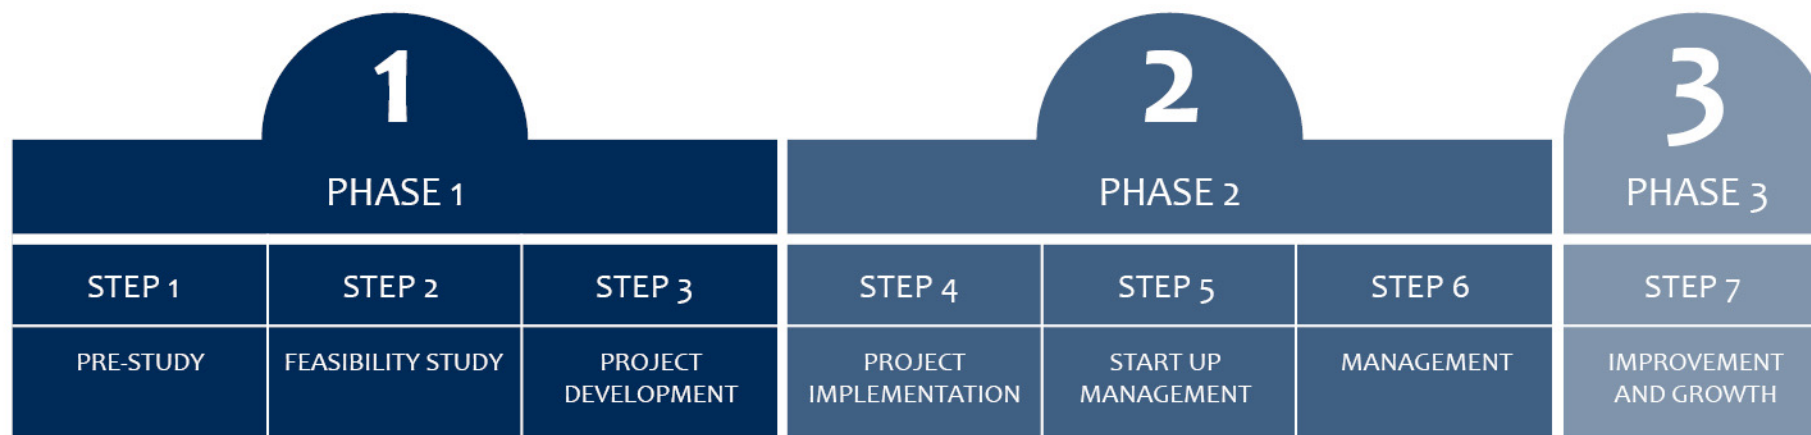 1
2
3
PHASE 1
PHASE 2
PHASE 3
STEP 1
STEP 2
STEP 3
STEP 4
STEP 5
STEP 6
STEP 7
PRE-STUDY
FEASIBILITY STUDY
PROJECT
DEVELOPMENT
PROJECT
IMPLEMENTATION
START UP
MANAGEMENT
MANAGEMENT
IMPROVEMENT
AND GROWTH